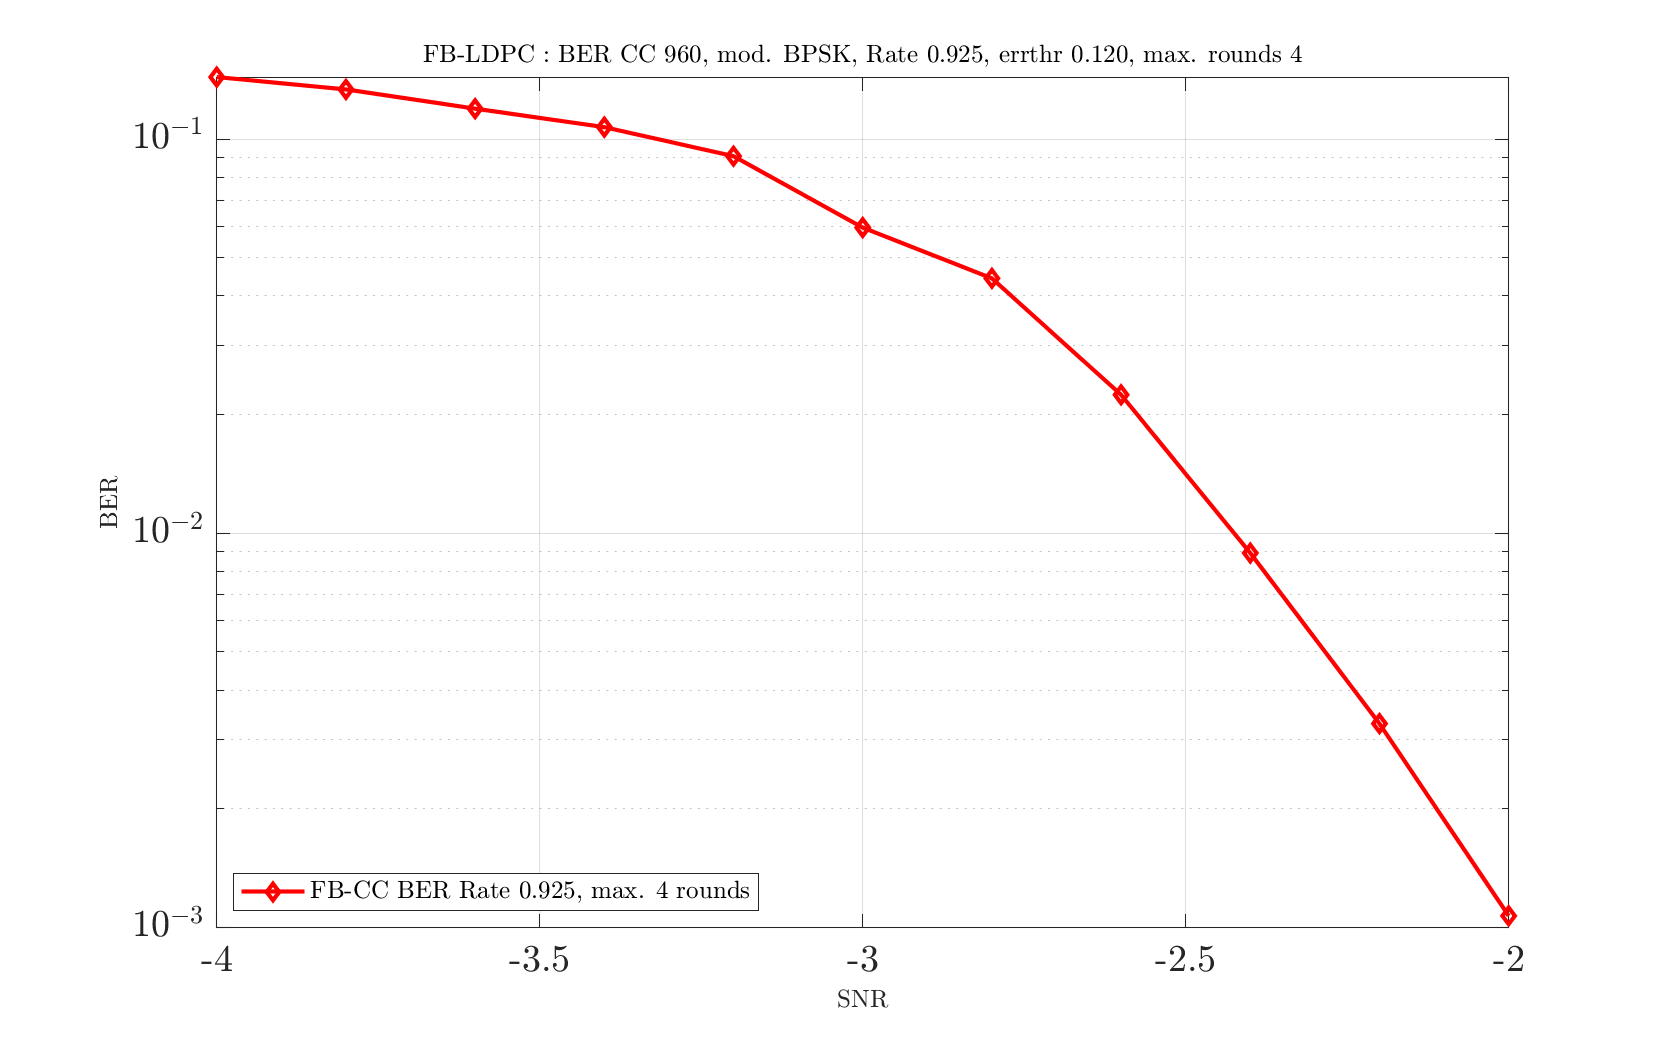 FB-LDPC : BER CC 960, mod. BPSK, Rate 0.925, errthr 0.120, max. rounds 4
10⁻¹
10⁻²
10⁻³
BER
FB-CC BER Rate 0.925, max. 4 rounds
-4 -3.5 -3 -2.5 -2
SNR